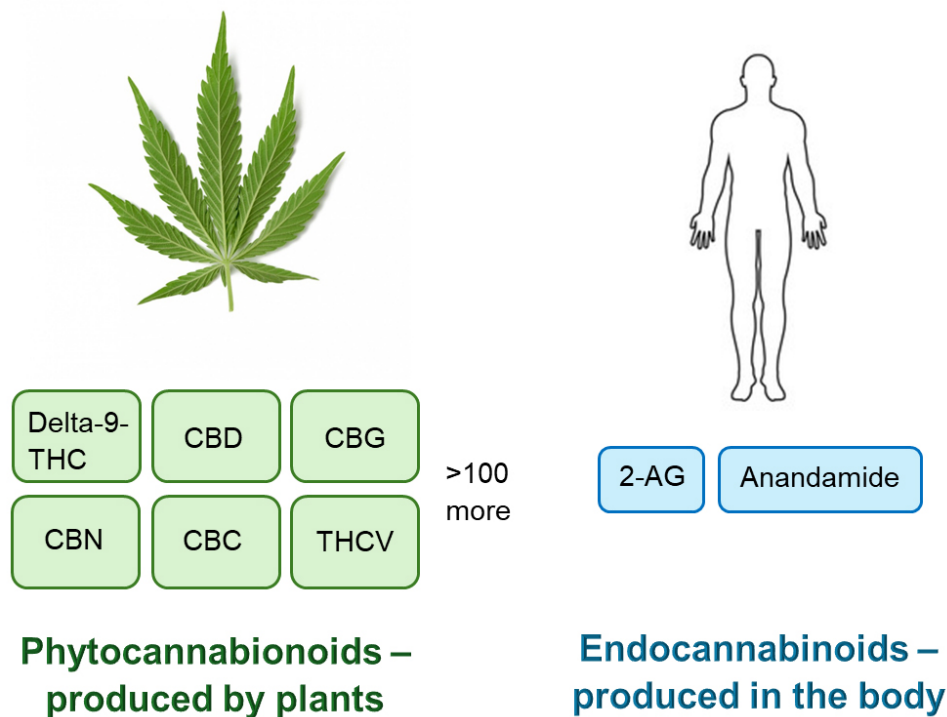 Delta-9-
THC
CBD
CBG
CBN
CBC
THCV
>100
more
2-AG
Anandamide
Phytocannabionoids –
produced by plants
Endocannabinoids –
produced in the body